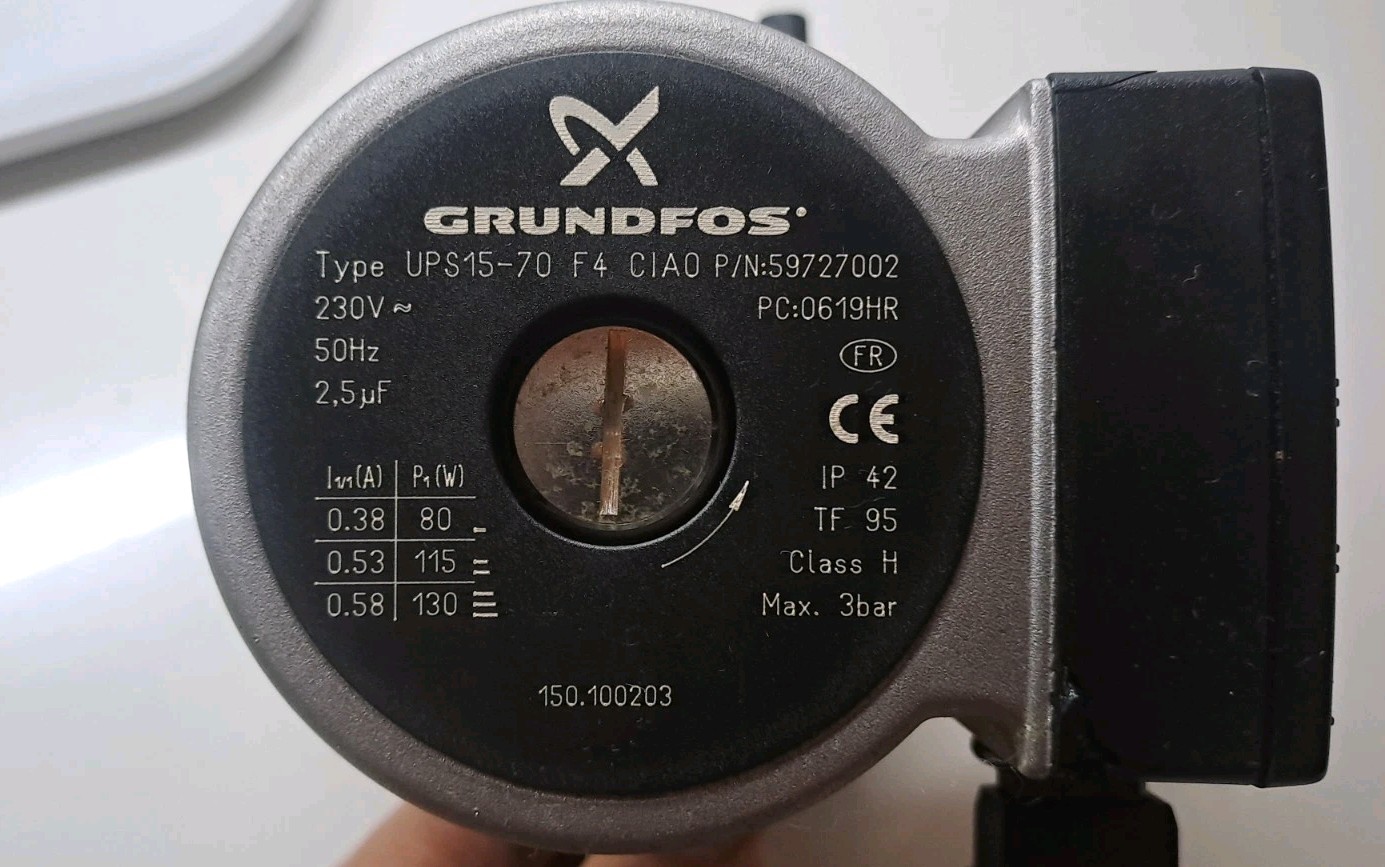 GRUNDFOS
Type UPS15-70 F4 CIAO P/N:59727002
230V ≈ PC:0619HR
50Hz FR
2,5µF CE
I1/1(A) P1(W) IP 42
0.38 80 TF 95
0.53 115 Class H
0.58 130 Max. 3bar
150.100203